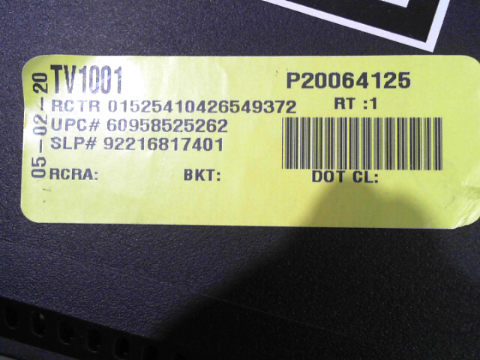 05-02-20
TV1001 P20064125
RCTR 01525410426549372 RT :1
UPC# 60958525262
SLP# 92216817401
RCRA: BKT: DOT CL: